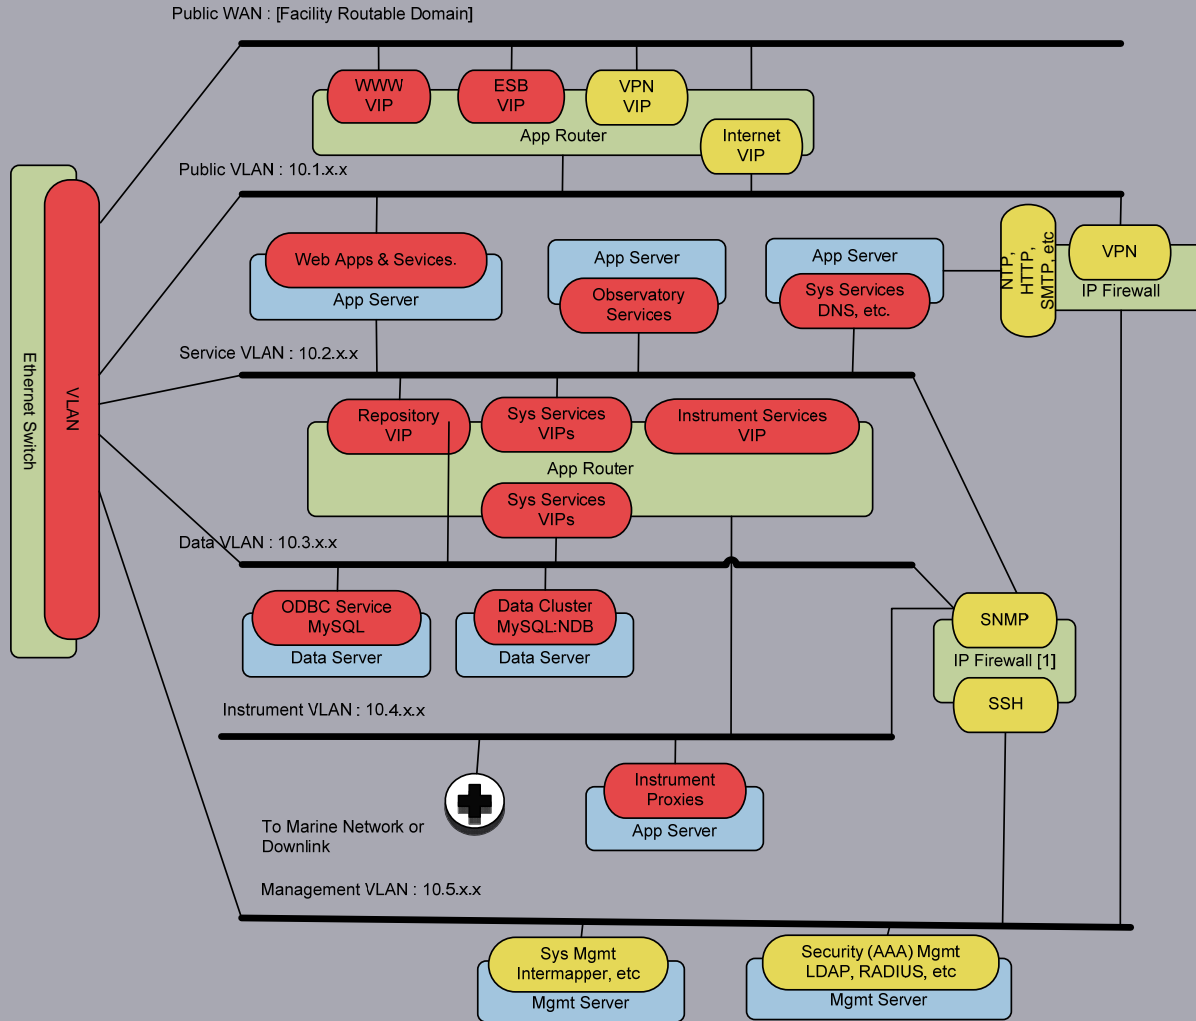 Public WAN : [Facility Routable Domain]
WWW
VIP
ESB
VIP
VPN
VIP
App Router
Internet
VIP
Public VLAN : 10.1.x.x
Web Apps & Sevices.
App Server
App Server
Observatory
Services
App Server
Sys Services
DNS, etc.
NTP,
HTTP,
SMTP, etc
VPN
IP Firewall
Service VLAN : 10.2.x.x
Ethernet Switch
VLAN
Repository
VIP
Sys Services
VIPs
Instrument Services
VIP
App Router
Sys Services
VIPs
Data VLAN : 10.3.x.x
ODBC Service
MySQL
Data Server
Data Cluster
MySQL:NDB
Data Server
SNMP
IP Firewall [1]
SSH
Instrument VLAN : 10.4.x.x
Instrument
Proxies
App Server
To Marine Network or
Downlink
Management VLAN : 10.5.x.x
Sys Mgmt
Intermapper, etc
Mgmt Server
Security (AAA) Mgmt
LDAP, RADIUS, etc
Mgmt Server